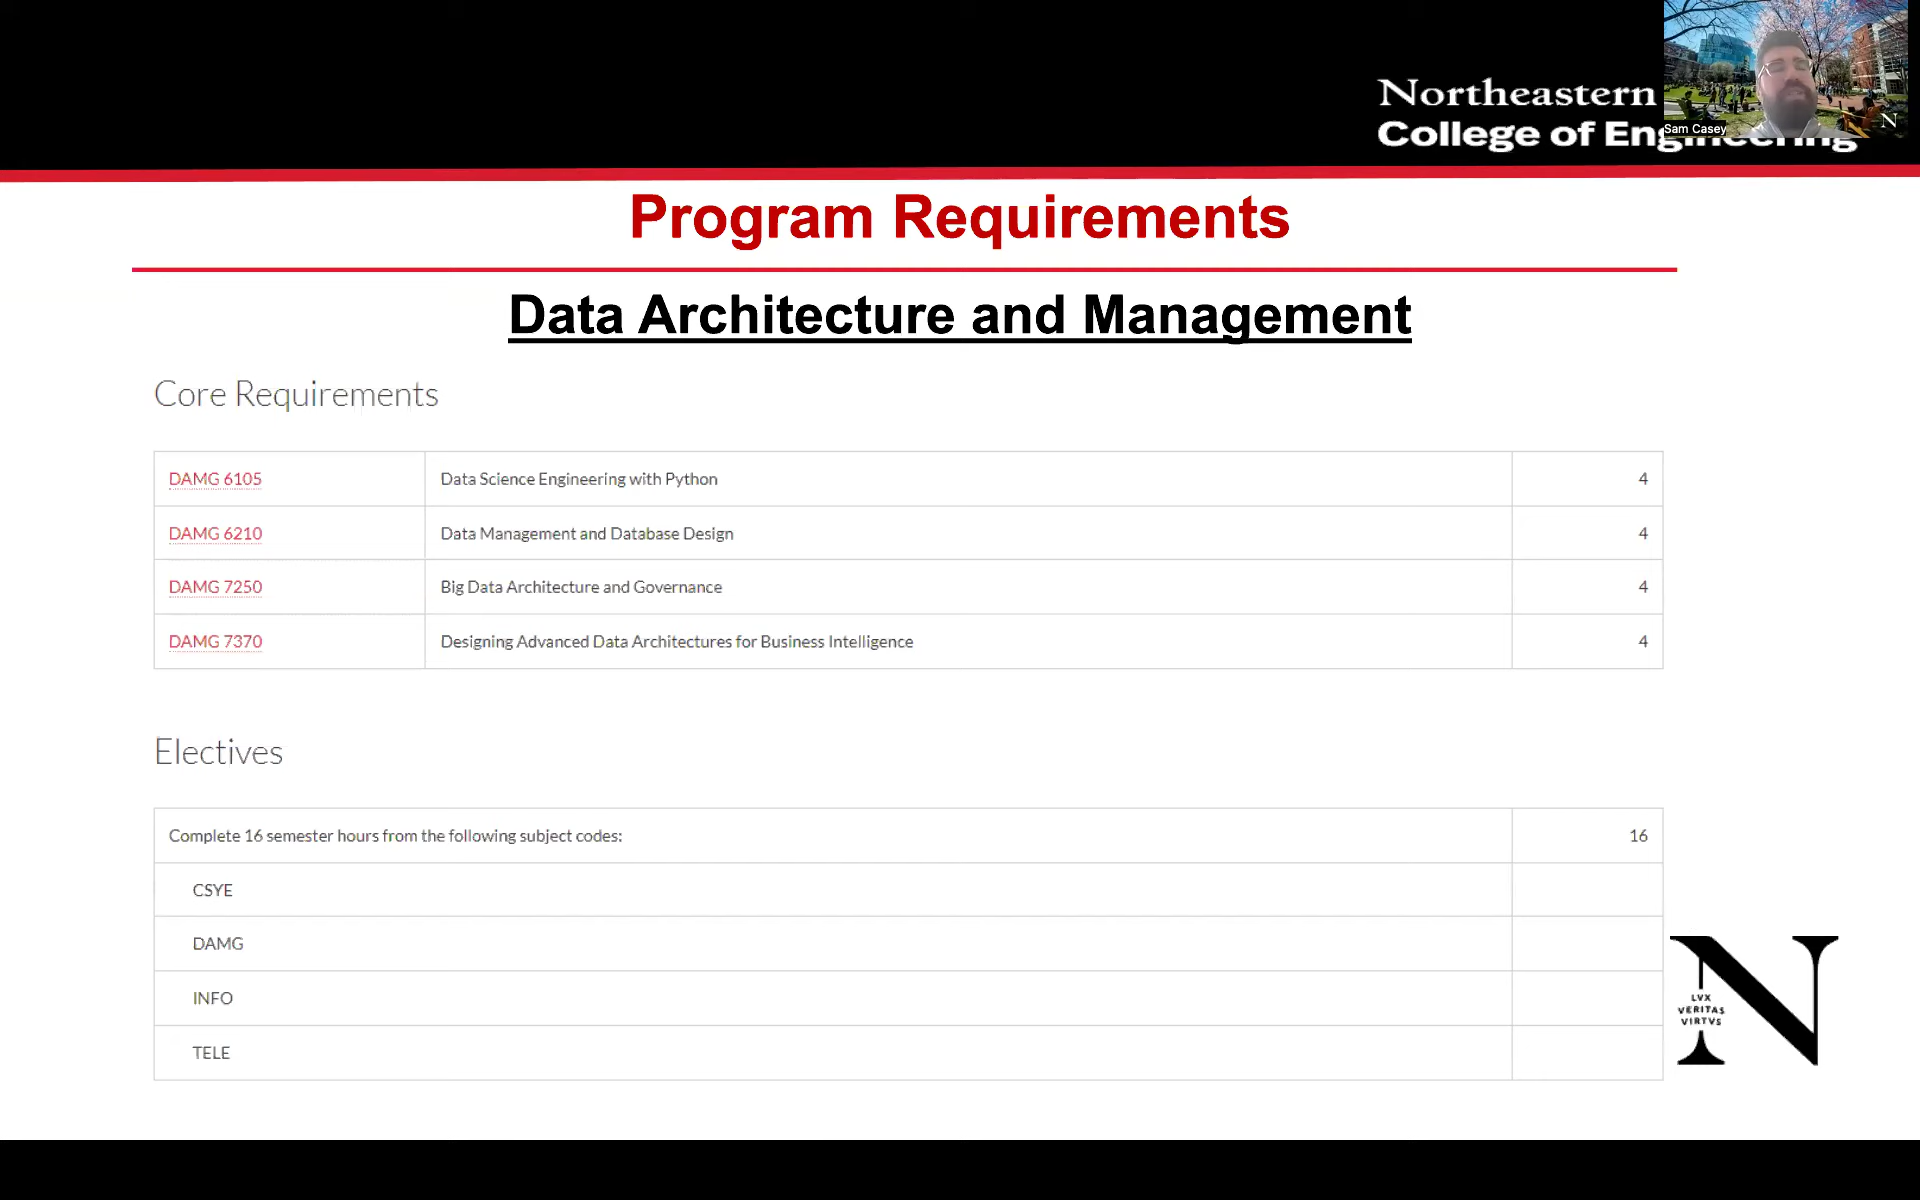 Northeastern
College of Engineering
Sam Casey
N
Program Requirements
Data Architecture and Management
Core Requirements
DAMG 6105 Data Science Engineering with Python 4
DAMG 6210 Data Management and Database Design 4
DAMG 7250 Big Data Architecture and Governance 4
DAMG 7370 Designing Advanced Data Architectures for Business Intelligence 4
Electives
Complete 16 semester hours from the following subject codes: 16
CSYE
DAMG
INFO
TELE
N
LVX
VERITAS
VIRTVS